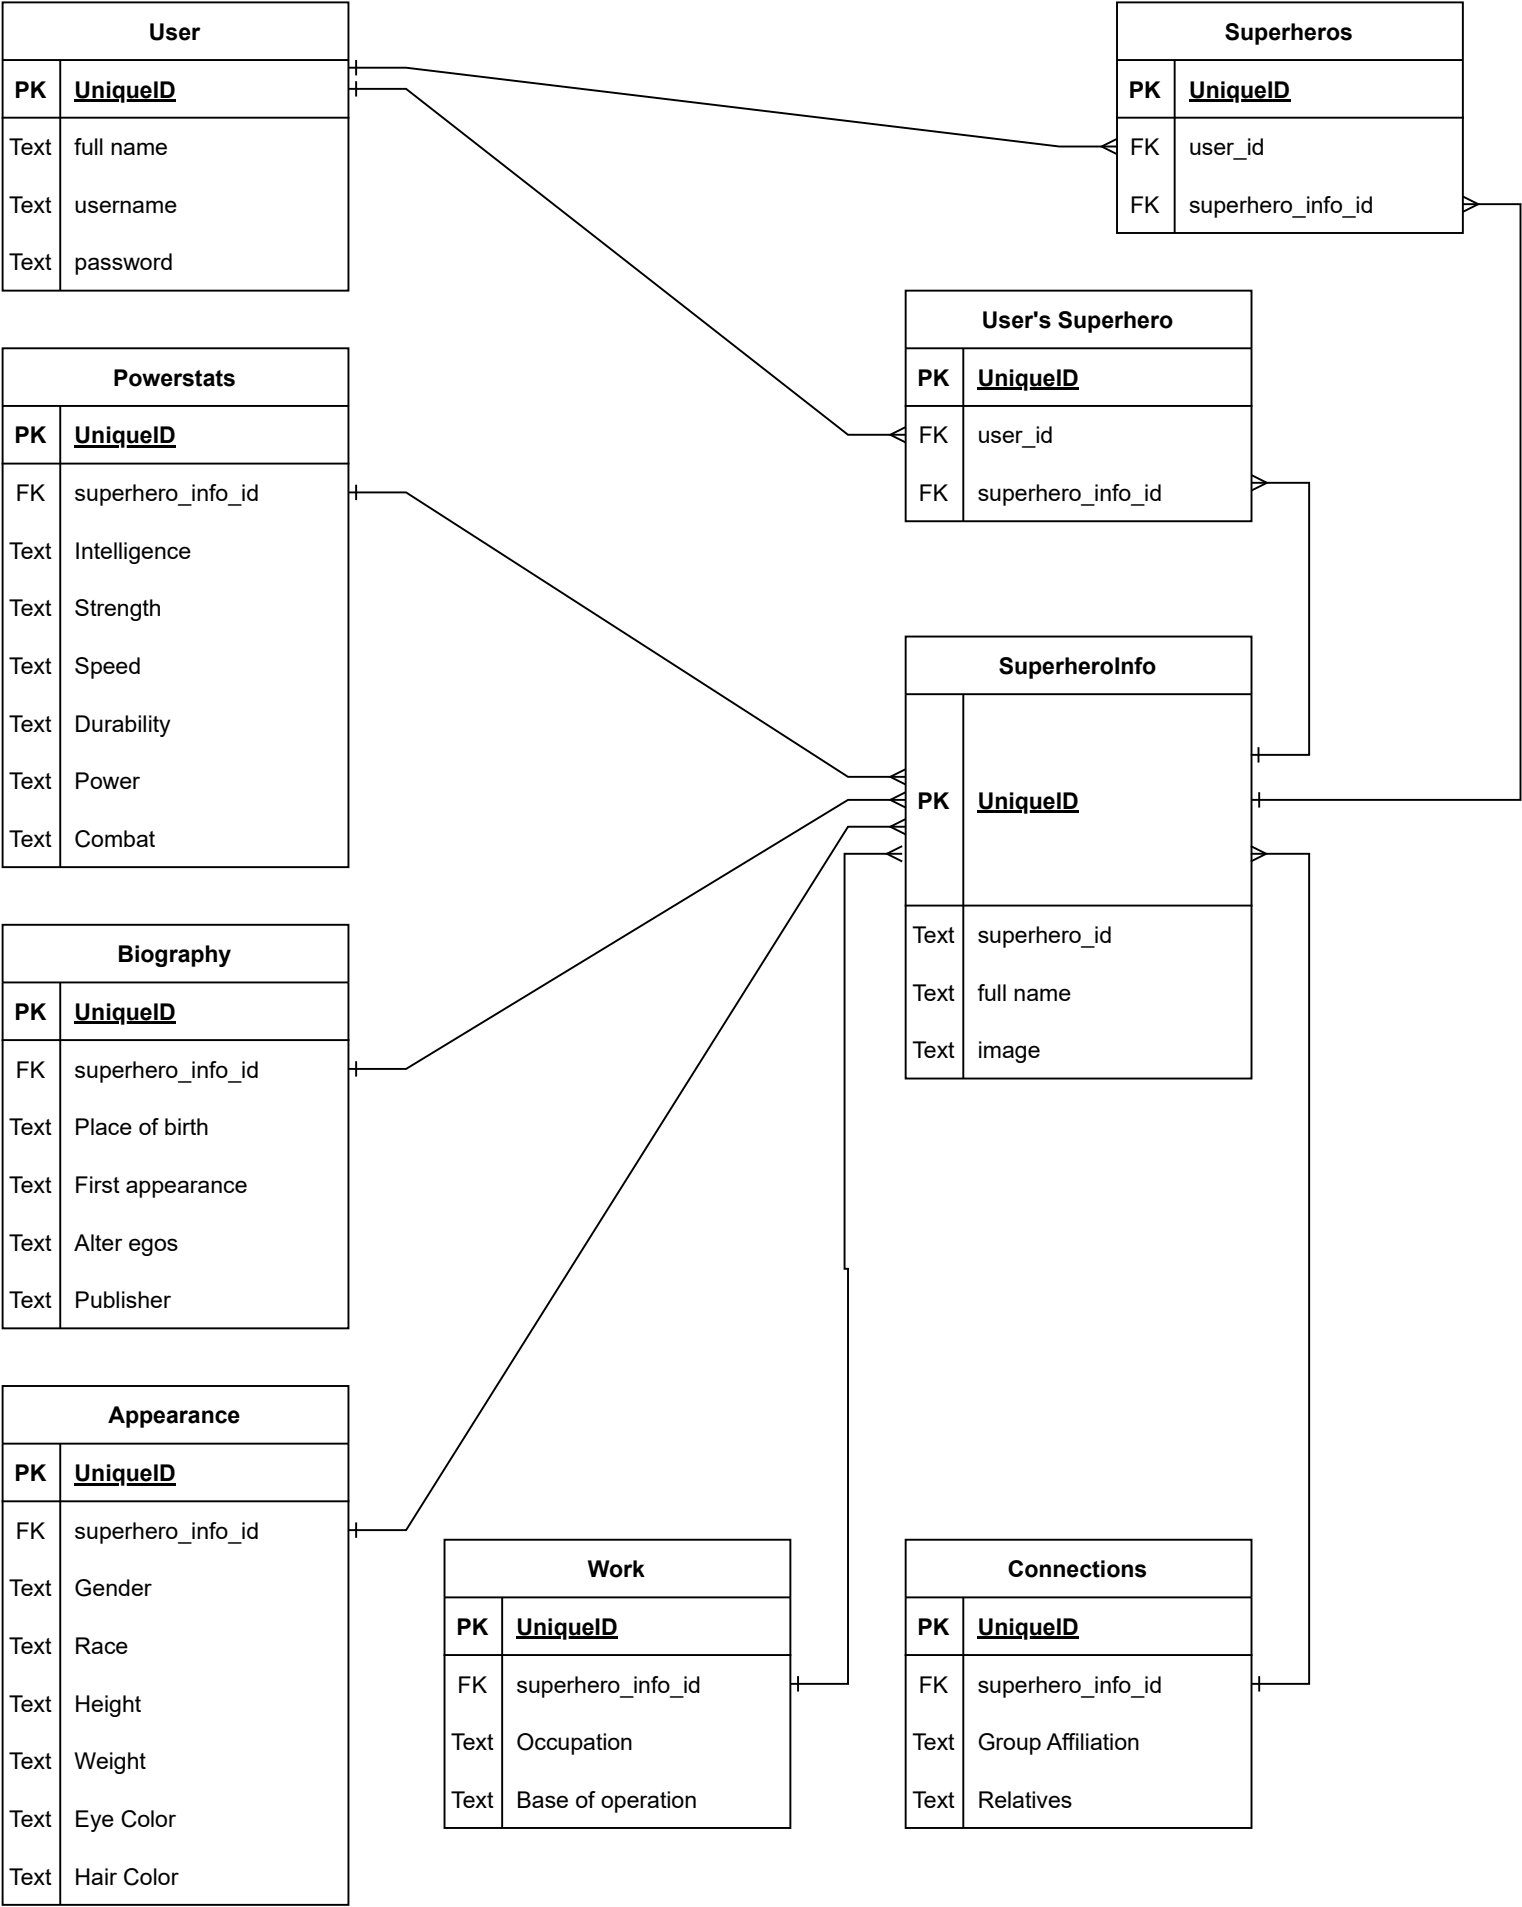 User
PK UniqueID
Text full name
Text username
Text password
Superheros
PK UniqueID
FK user_id
FK superhero_info_id
User's Superhero
PK UniqueID
FK user_id
FK superhero_info_id
Powerstats
PK UniqueID
FK superhero_info_id
Text Intelligence
Text Strength
Text Speed
Text Durability
Text Power
Text Combat
SuperheroInfo
PK UniqueID
Text superhero_id
Text full name
Text image
Biography
PK UniqueID
FK superhero_info_id
Text Place of birth
Text First appearance
Text Alter egos
Text Publisher
Appearance
PK UniqueID
FK superhero_info_id
Text Gender
Text Race
Text Height
Text Weight
Text Eye Color
Text Hair Color
Work
PK UniqueID
FK superhero_info_id
Text Occupation
Text Base of operation
Connections
PK UniqueID
FK superhero_info_id
Text Group Affiliation
Text Relatives